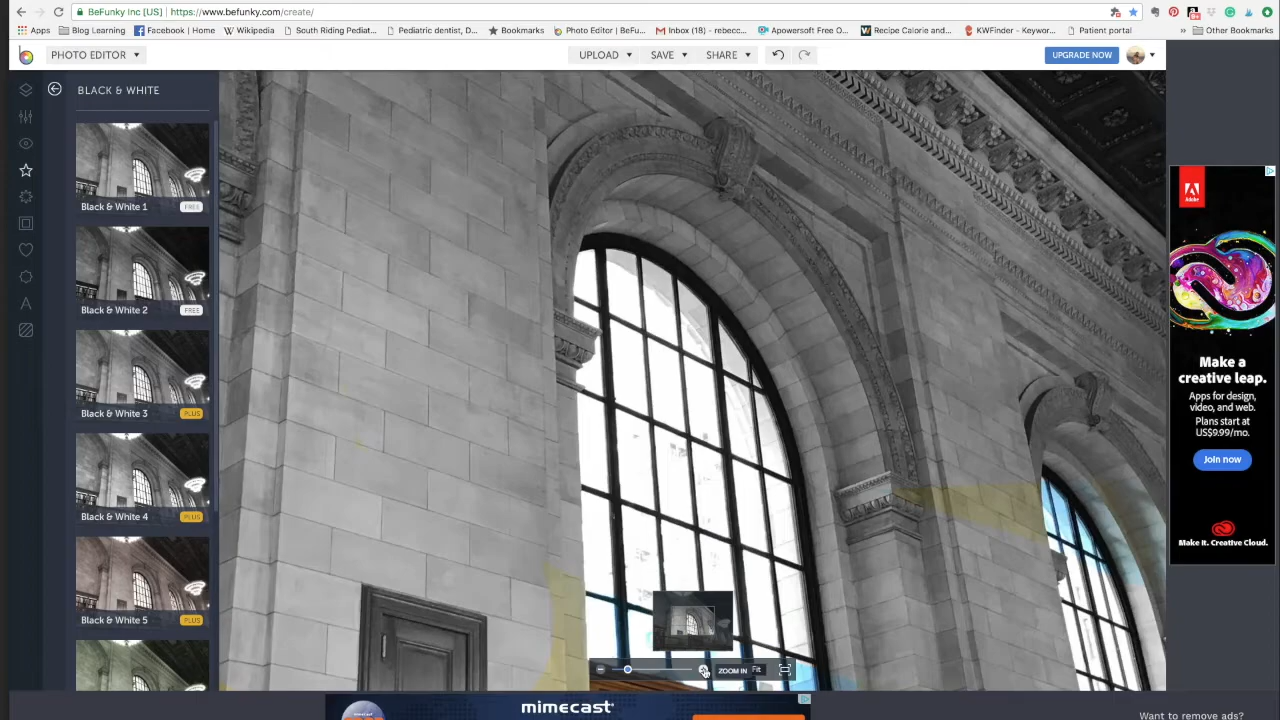 BeFunky Inc [US] https://www.befunky.com/create/
Apps Blog Learning Facebook | Home Wikipedia South Riding Pediatric... Pediatric dentist, D... Bookmarks Photo Editor | BeFu... Inbox (18) - rebecc... Apowersoft Free O... Recipe Calorie and... KWFinder - Keywor... Patient portal Other Bookmarks
PHOTO EDITOR UPLOAD SAVE SHARE UPGRADE NOW
BLACK & WHITE
Black & White 1 FREE
Black & White 2 FREE
Black & White 3 PLUS
Black & White 4 PLUS
Black & White 5 PLUS
ZOOM IN Fit
Adobe
Make a
creative leap.
Apps for design,
video, and web.
Plans start at
US$9.99/mo.
Join now
Make It. Creative Cloud.
mimecast
Want to remove ads?